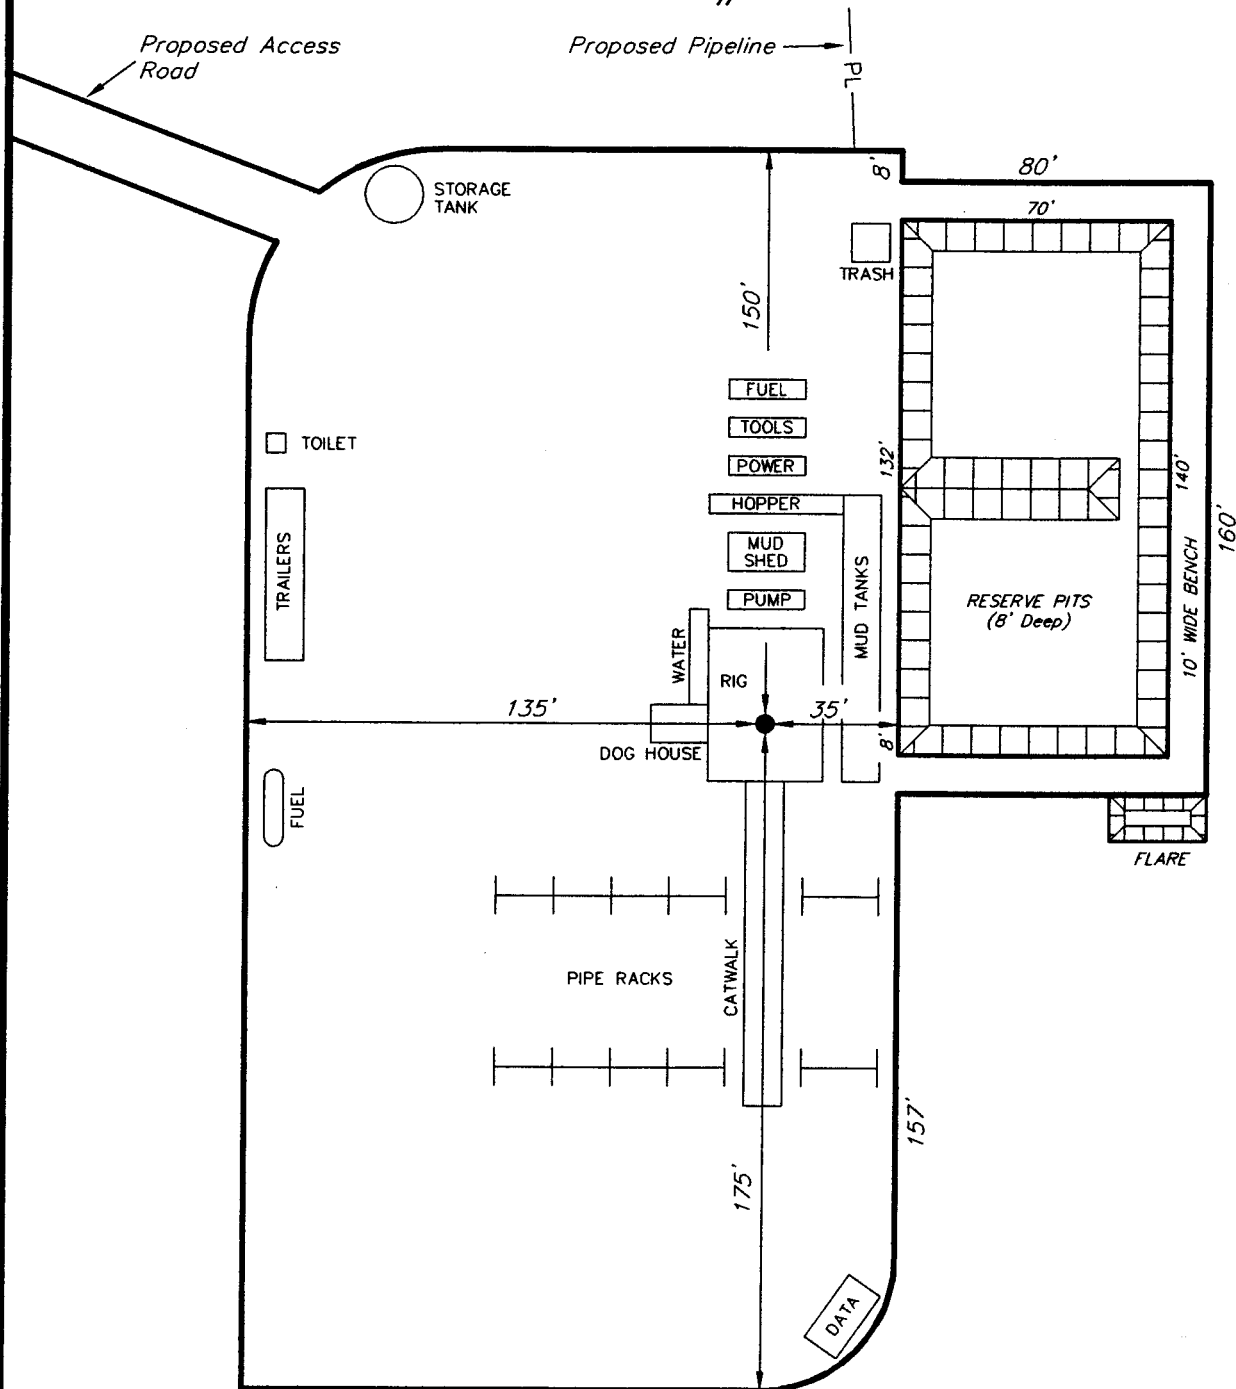 Proposed Access
Road
Proposed Pipeline
PL
8'
80'
STORAGE
TANK
70'
TRASH
150'
FUEL
TOOLS
POWER
HOPPER
MUD
SHED
PUMP
MUD TANKS
TOILET
TRAILERS
132'
140'
160'
10' WIDE BENCH
RESERVE PITS
(8' Deep)
WATER
RIG
135'
35'
8'
DOG HOUSE
FUEL
FLARE
PIPE RACKS
CATWALK
157'
175'
DATA